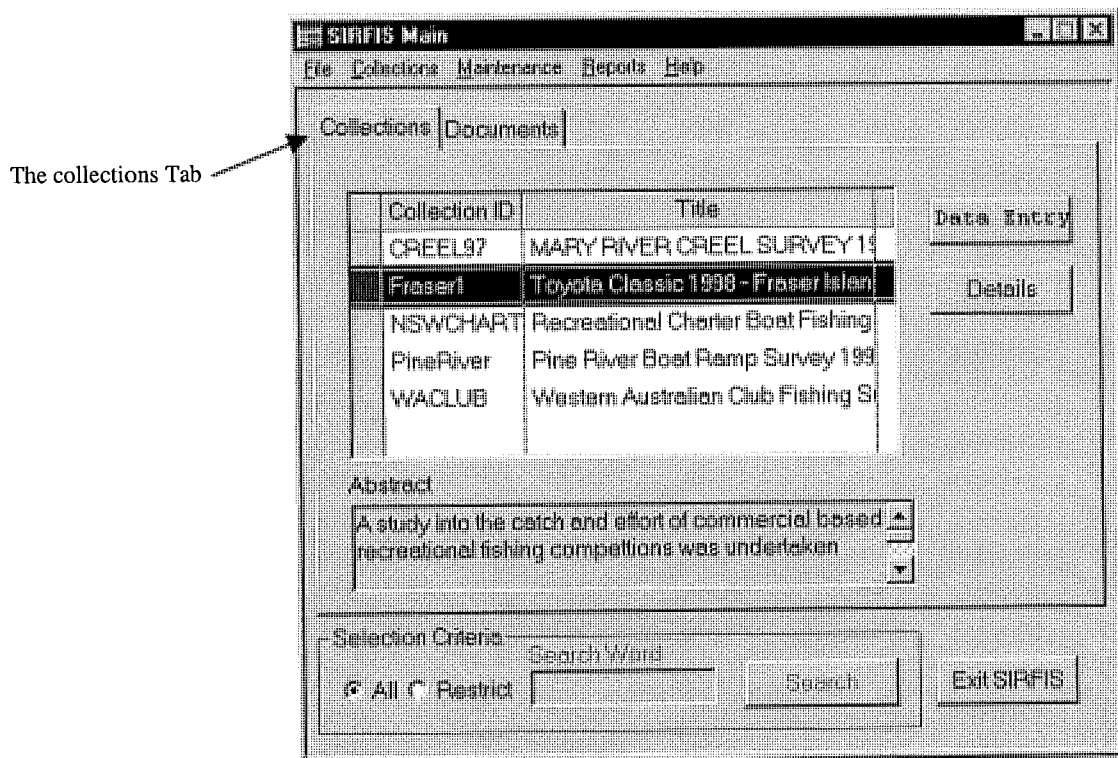 SIRFIS Main
File Collections Maintenance Reports Help
Collections Documents
The collections Tab
Collection ID Title
Data Entry
CREEL97 MARY RIVER CREEL SURVEY 19
Fraser1 Toyota Classic 1998 - Fraser Islan
Details
NSWCHART Recreational Charter Boat Fishing
PineRiver Pine River Boat Ramp Survey 199
WACLUB Western Australian Club Fishing Su
Abstract
A study into the catch and effort of commercial based
recreational fishing compettions was undertaken
Selection Criteria
Search Word
All Restrict
Search
Exit SIRFIS